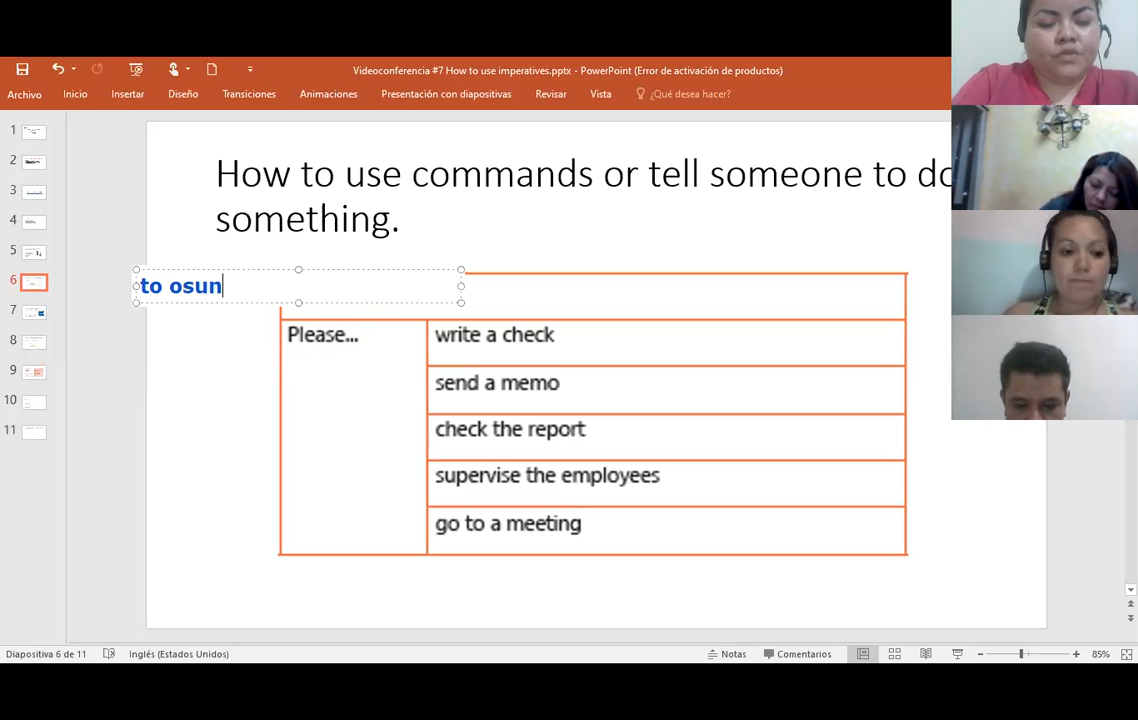 Videoconferencia #7 How to use imperatives.pptx - PowerPoint (Error de activación de productos)
Archivo Inicio Insertar Diseño Transiciones Animaciones Presentación con diapositivas Revisar Vista ¿Qué desea hacer?
1
2
3
4
5
6
7
8
9
10
11
How to use commands or tell someone to do
something.
to osun
Please... write a check
send a memo
check the report
supervise the employees
go to a meeting
Diapositiva 6 de 11 Inglés (Estados Unidos) Notas Comentarios 85%